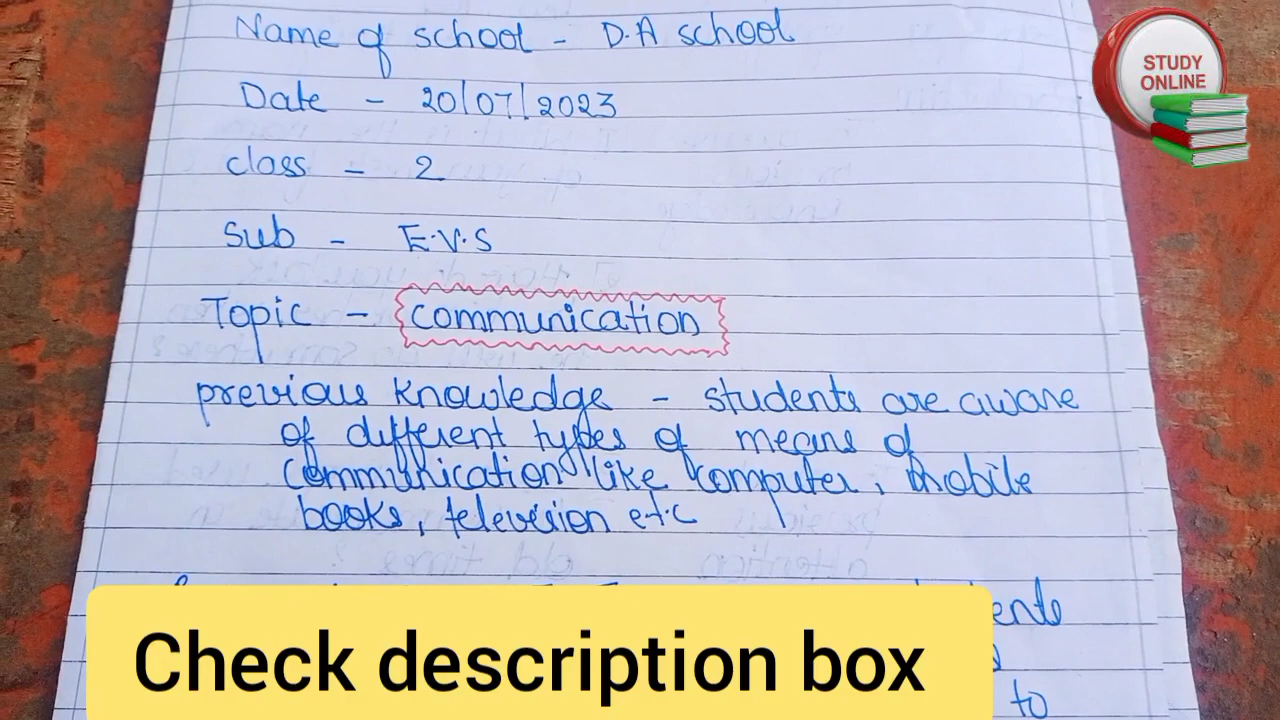 Name of school - D.A school
STUDY
ONLINE
Date - 20/07/2023
class - 2
Sub - E.V.S
Topic - communication
previous knowledge - students are aware
of different types of means of
communication like computer, mobile
books, television etc
to
Check description box